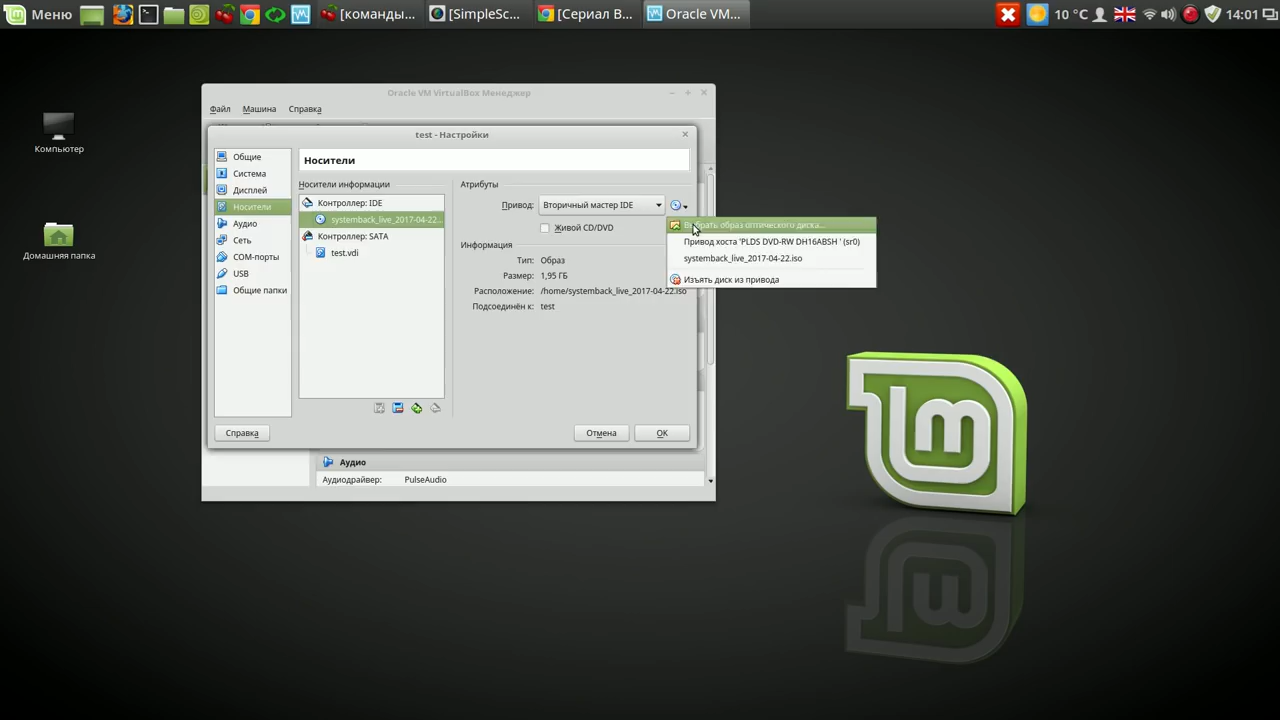 Меню
[команды...
[SimpleSc...
[Сериал В...
Oracle VM...
10 °C
14:01
Компьютер
Домашняя папка
Oracle VM VirtualBox Менеджер
Файл Машина Справка
test - Настройки
Общие
Система
Дисплей
Носители
Аудио
Сеть
COM-порты
USB
Общие папки
Носители
Носители информации
Контроллер: IDE
systemback_live_2017-04-22...
Контроллер: SATA
test.vdi
Атрибуты
Привод: Вторичный мастер IDE
Живой CD/DVD
Информация
Тип: Образ
Размер: 1,95 ГБ
Расположение: /home/systemback_live_2017-04-22.iso
Подсоединён к: test
Выбрать образ оптического диска...
Привод хоста 'PLDS DVD-RW DH16ABSH ' (sr0)
systemback_live_2017-04-22.iso
Изъять диск из привода
Справка
Отмена
OK
Аудио
Аудиодрайвер: PulseAudio